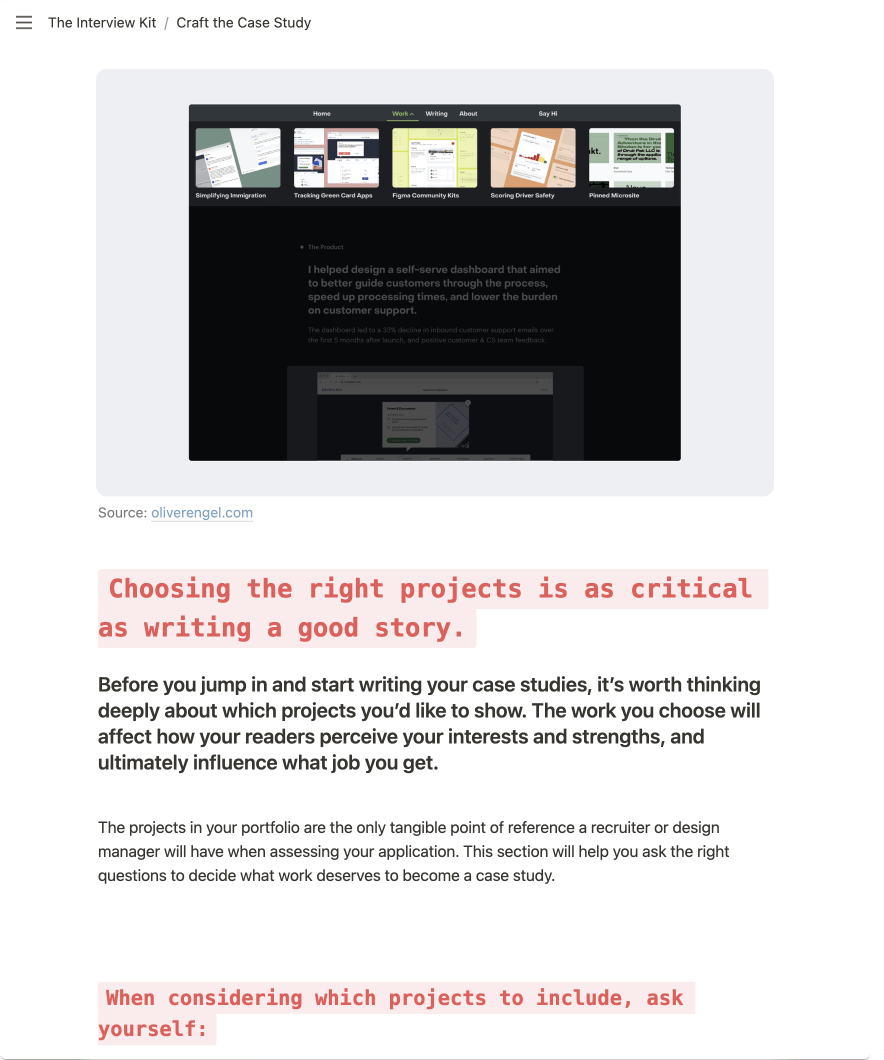 The Interview Kit / Craft the Case Study
Home Work Writing About Say Hi
Simplifying Immigration Tracking Green Card Apps Figma Community Kits Scoring Driver Safety Pinned Microsite
The Product
I helped design a self-serve dashboard that aimed
to better guide customers through the process,
speed up processing times, and lower the burden
on customer support.
The dashboard led to a 33% decline in inbound customer support emails over
the first 5 months after launch, and positive customer & CS team feedback.
Source: oliverengel.com
Choosing the right projects is as critical
as writing a good story.
Before you jump in and start writing your case studies, it’s worth thinking
deeply about which projects you’d like to show. The work you choose will
affect how your readers perceive your interests and strengths, and
ultimately influence what job you get.
The projects in your portfolio are the only tangible point of reference a recruiter or design
manager will have when assessing your application. This section will help you ask the right
questions to decide what work deserves to become a case study.
When considering which projects to include, ask
yourself: